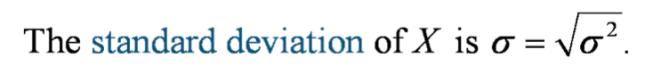 The standard deviation of X is σ = √σ².